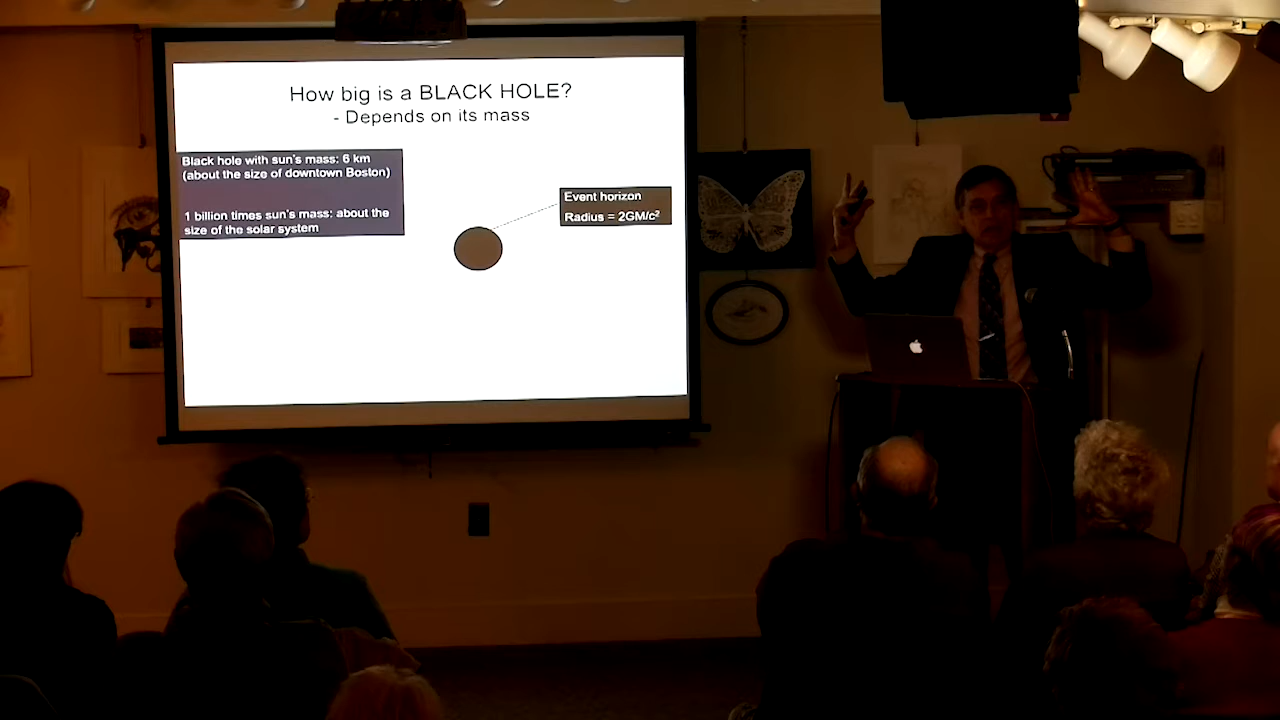 How big is a BLACK HOLE?
- Depends on its mass
Black hole with sun's mass: 6 km
(about the size of downtown Boston)
1 billion times sun's mass: about the
size of the solar system
Event horizon
Radius = 2GM/c²